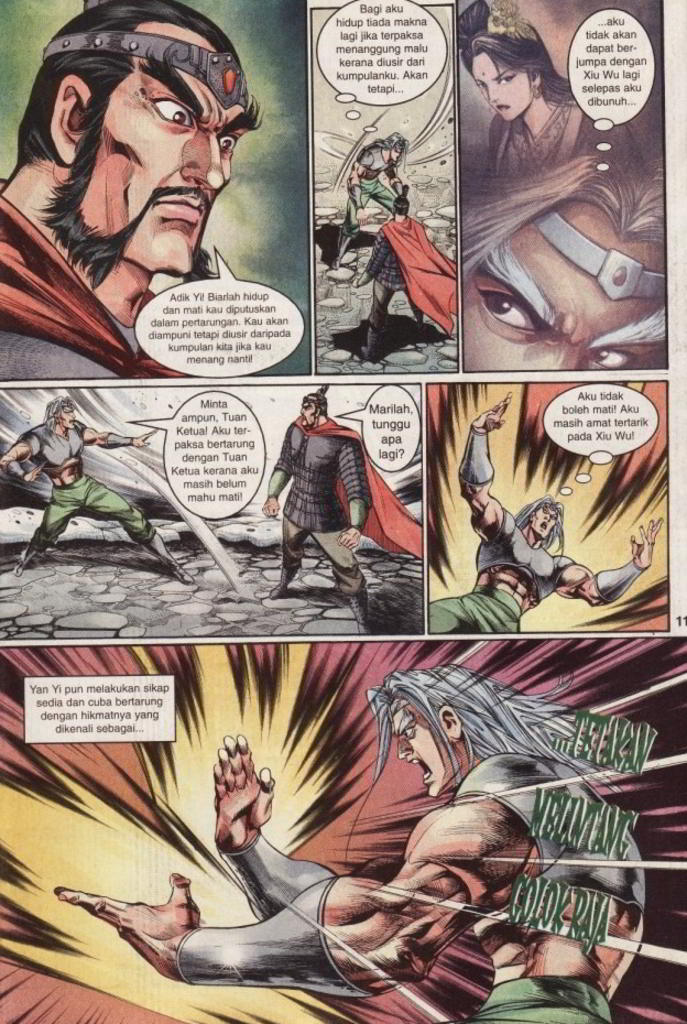 Adik Yi! Biarlah hidup
dan mati kau diputuskan
dalam pertarungan. Kau akan
diampuni tetapi diusir daripada
kumpulan kita jika kau
menang nanti!
Bagi aku
hidup tiada makna
lagi jika terpaksa
menanggung malu
kerana diusir dari
kumpulanku. Akan
tetapi...
...aku
tidak akan
dapat ber-
jumpa dengan
Xiu Wu lagi
selepas aku
dibunuh...
Minta
ampun, Tuan
Ketua! Aku ter-
paksa bertarung
dengan Tuan
Ketua kerana aku
masih belum
mahu mati!
Marilah,
tunggu
apa
lagi?
Aku tidak
boleh mati! Aku
masih amat tertarik
pada Xiu Wu!
11
Yan Yi pun melakukan sikap
sedia dan cuba bertarung
dengan hikmatnya yang
dikenali sebagai...
...TETAKAN
MELINTANG
GOLOK RAJA